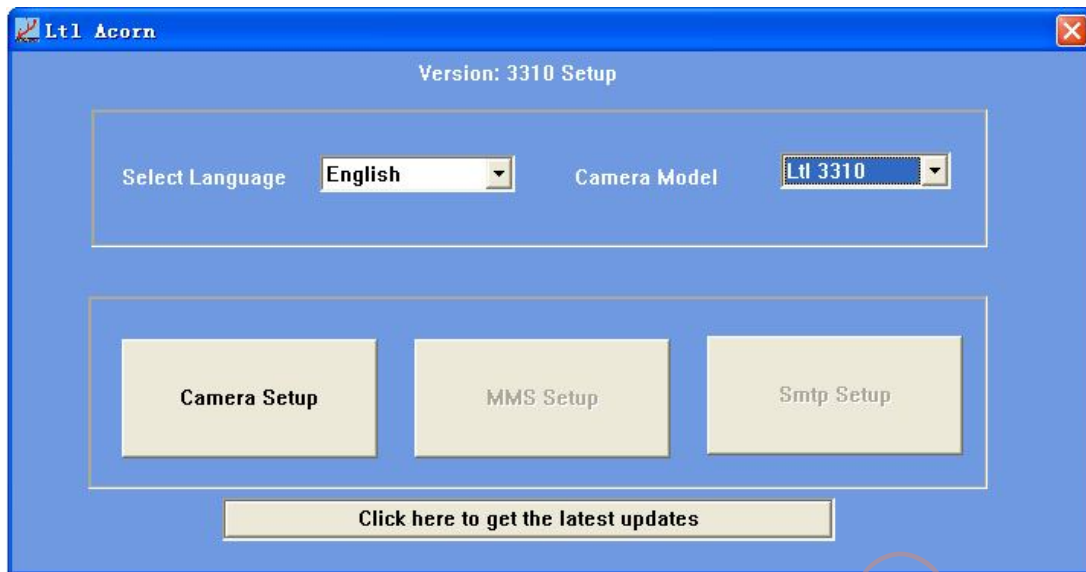 Ltl Acorn
Version: 3310 Setup
Select Language English Camera Model Ltl 3310
Camera Setup MMS Setup Smtp Setup
Click here to get the latest updates